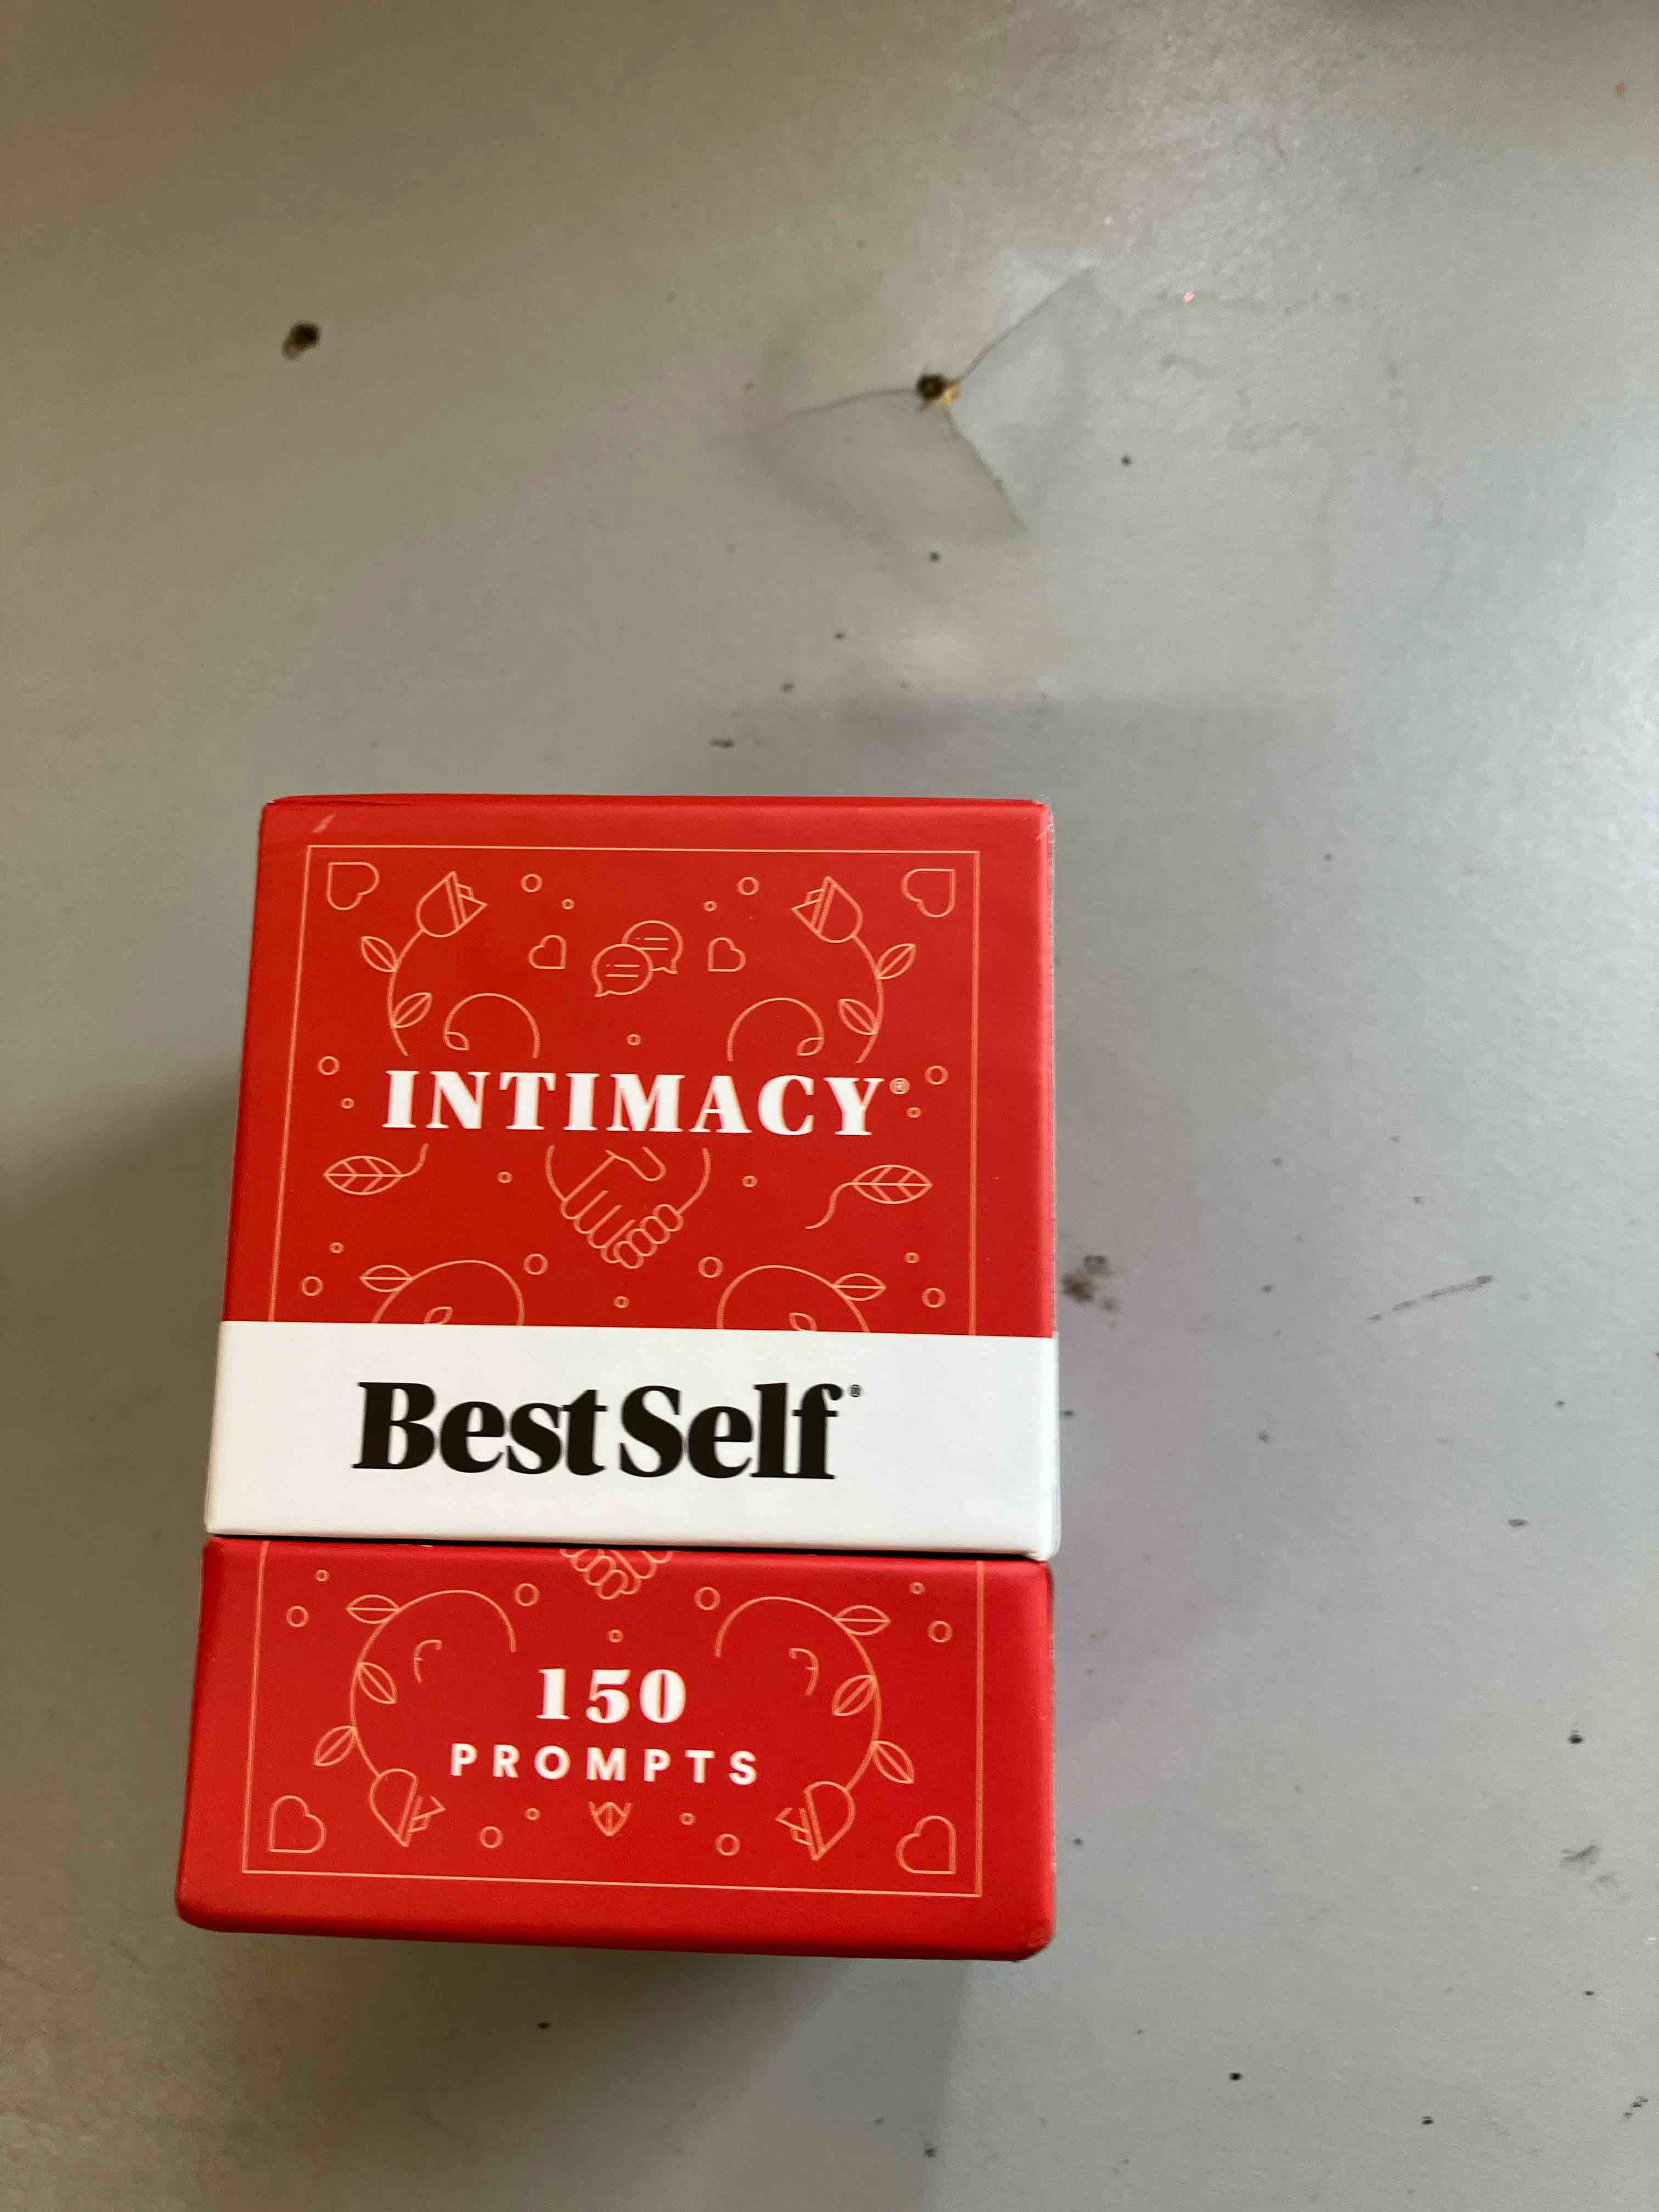 INTIMACY®
BestSelf®
150
PROMPTS